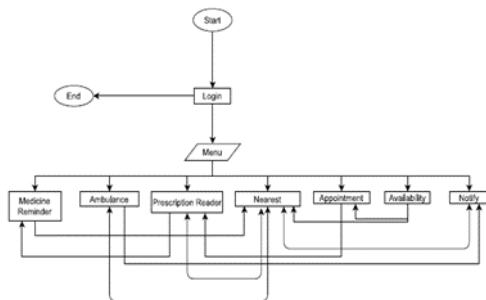 Start
End
Login
Menu
Medicine
Reminder
Ambulance
Prescription Reader
Nearest
Appointment
Availability
Notify